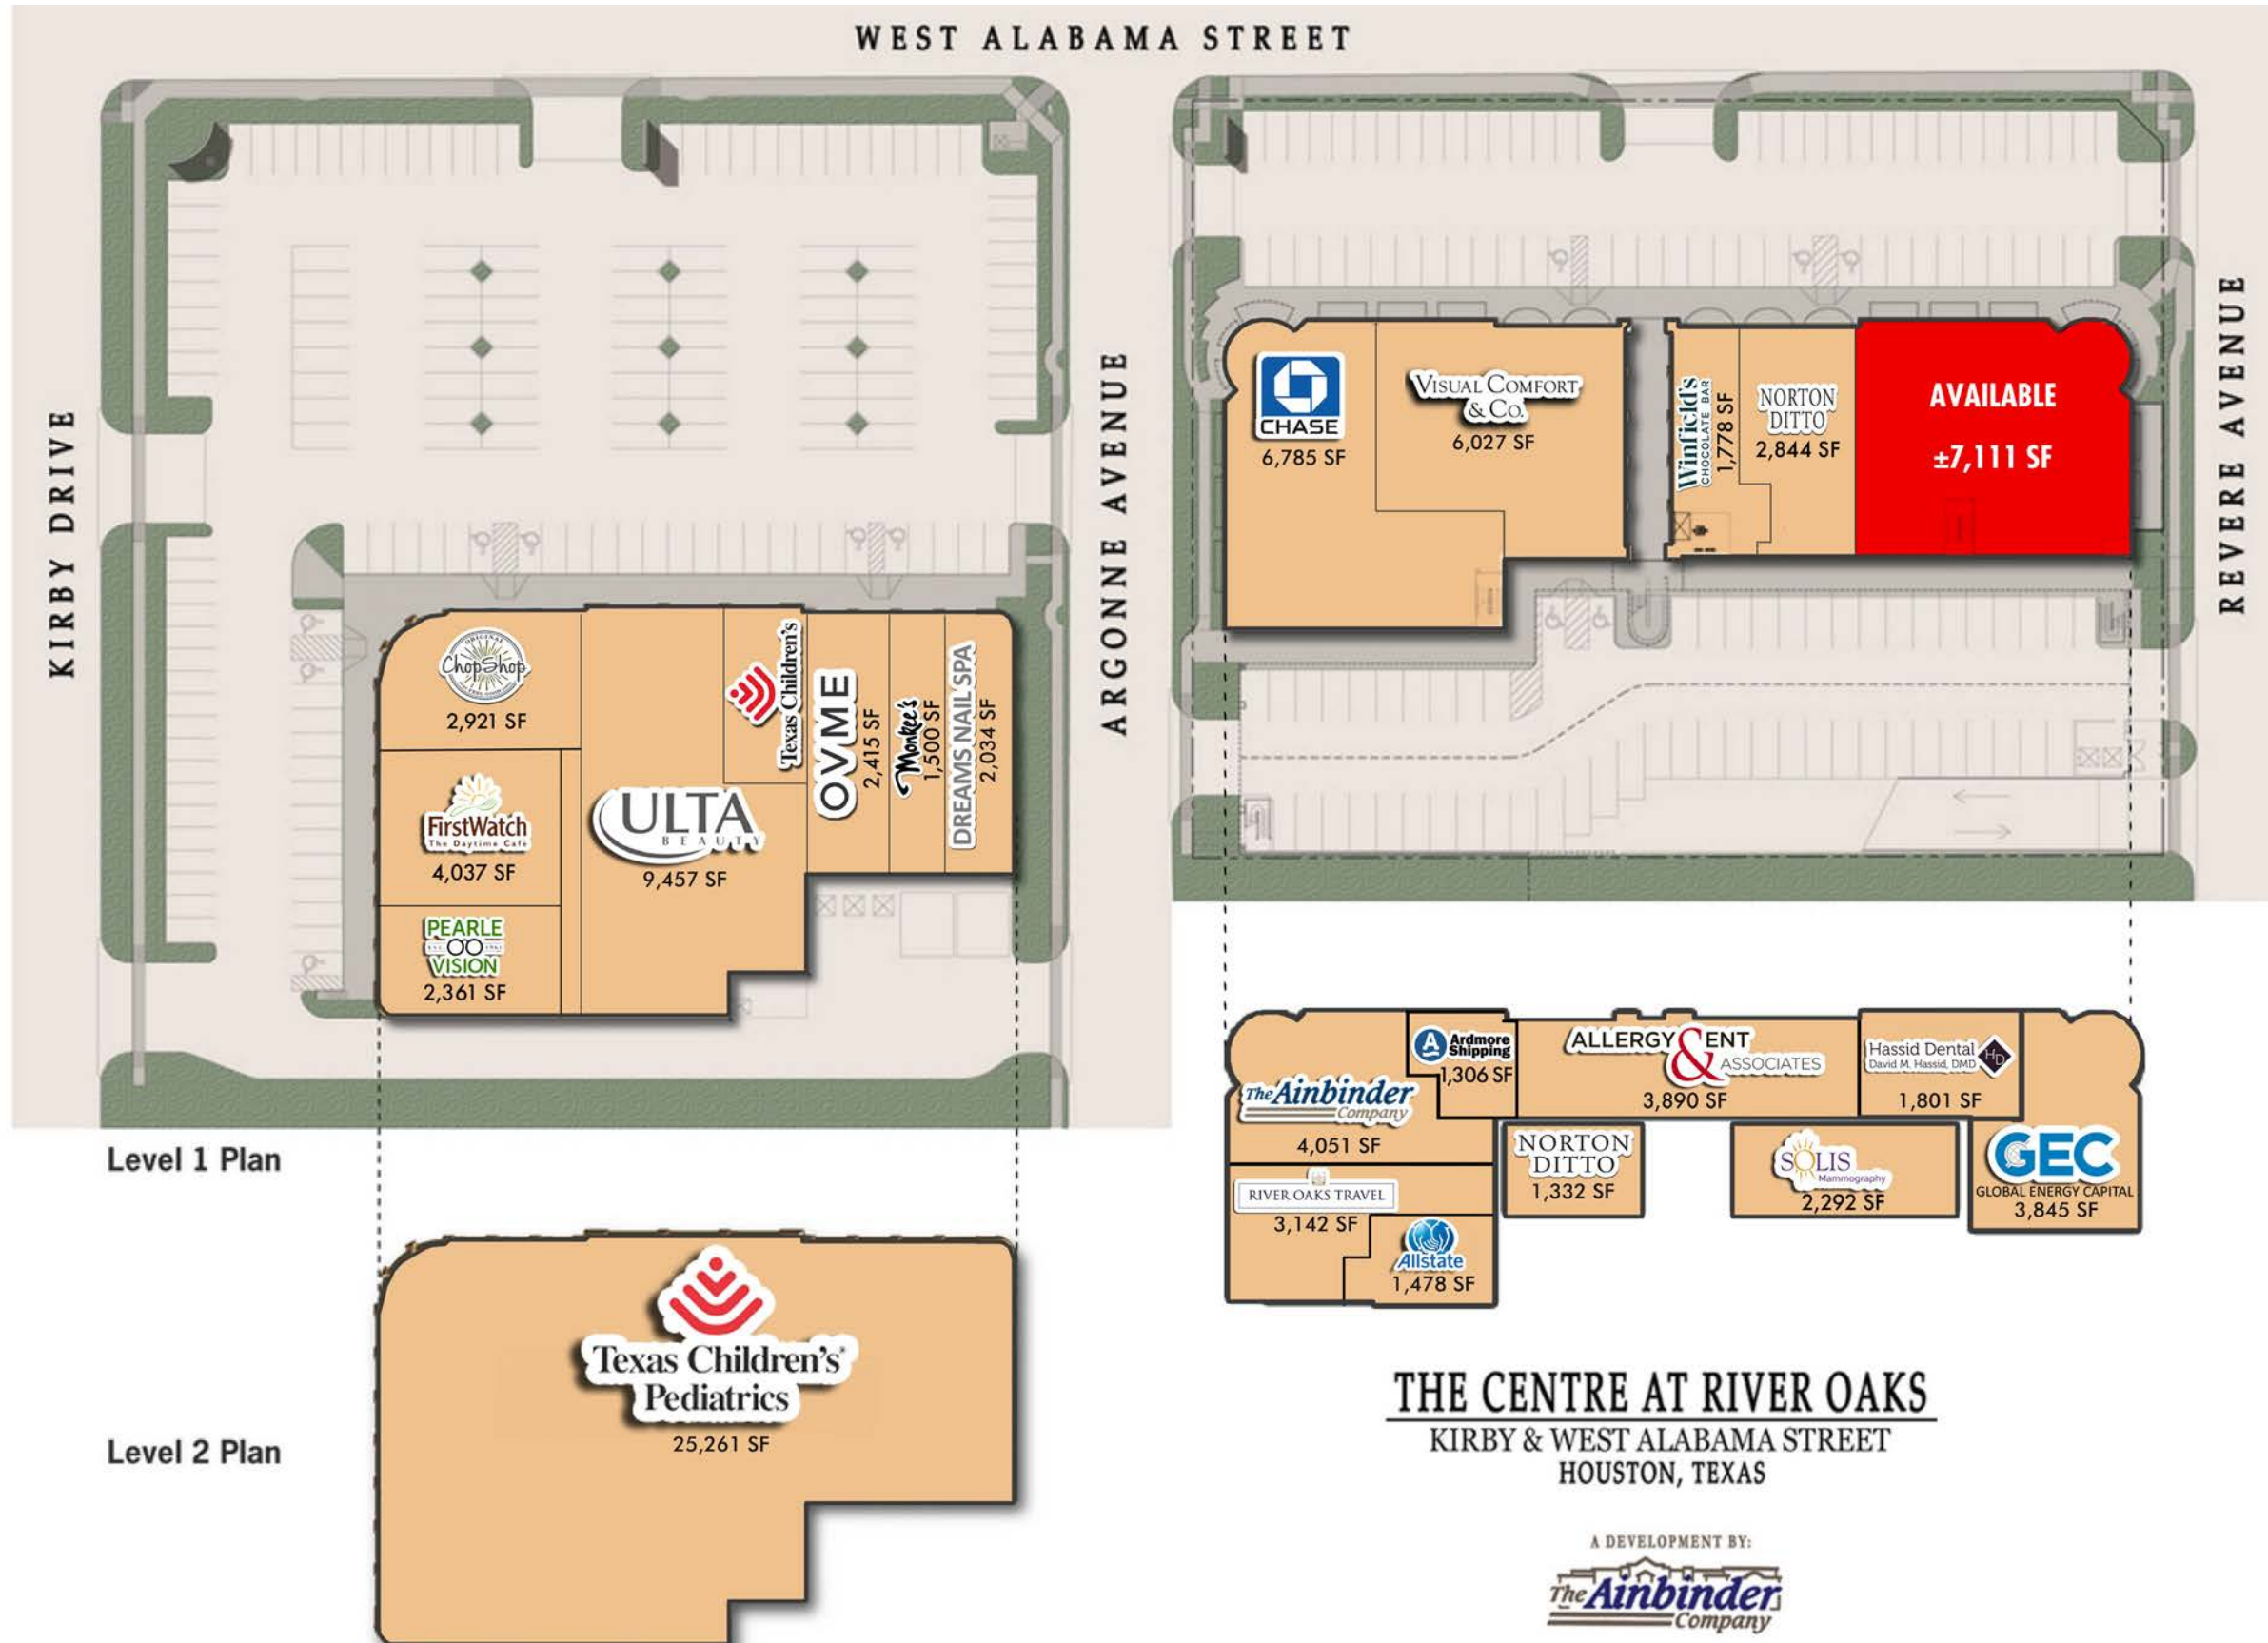 WEST ALABAMA STREET
KIRBY DRIVE
ARGONNE AVENUE
REVERE AVENUE
CHASE
6,785 SF
VISUAL COMFORT
& CO.
6,027 SF
Winfield's
CHOCOLATE BAR
1,778 SF
NORTON
DITTO
2,844 SF
AVAILABLE
±7,111 SF
ORIGINAL
ChopShop
2,921 SF
FirstWatch
The Daytime Café
4,037 SF
PEARLE
VISION
2,361 SF
ULTA
BEAUTY
9,457 SF
Texas Children's
OVME
2,415 SF
Monkee's
1,500 SF
DREAMS NAIL SPA
2,034 SF
Level 1 Plan
The Ainbinder
Company
4,051 SF
A Ardmore
Shipping
1,306 SF
ALLERGY & ENT
ASSOCIATES
3,890 SF
Hassid Dental HD
David M. Hassid, DMD
1,801 SF
RIVER OAKS TRAVEL
3,142 SF
Allstate
1,478 SF
NORTON
DITTO
1,332 SF
SOLIS
Mammography
2,292 SF
GEC
GLOBAL ENERGY CAPITAL
3,845 SF
Level 2 Plan
Texas Children's
Pediatrics
25,261 SF
THE CENTRE AT RIVER OAKS
KIRBY & WEST ALABAMA STREET
HOUSTON, TEXAS
A DEVELOPMENT BY:
The Ainbinder
Company